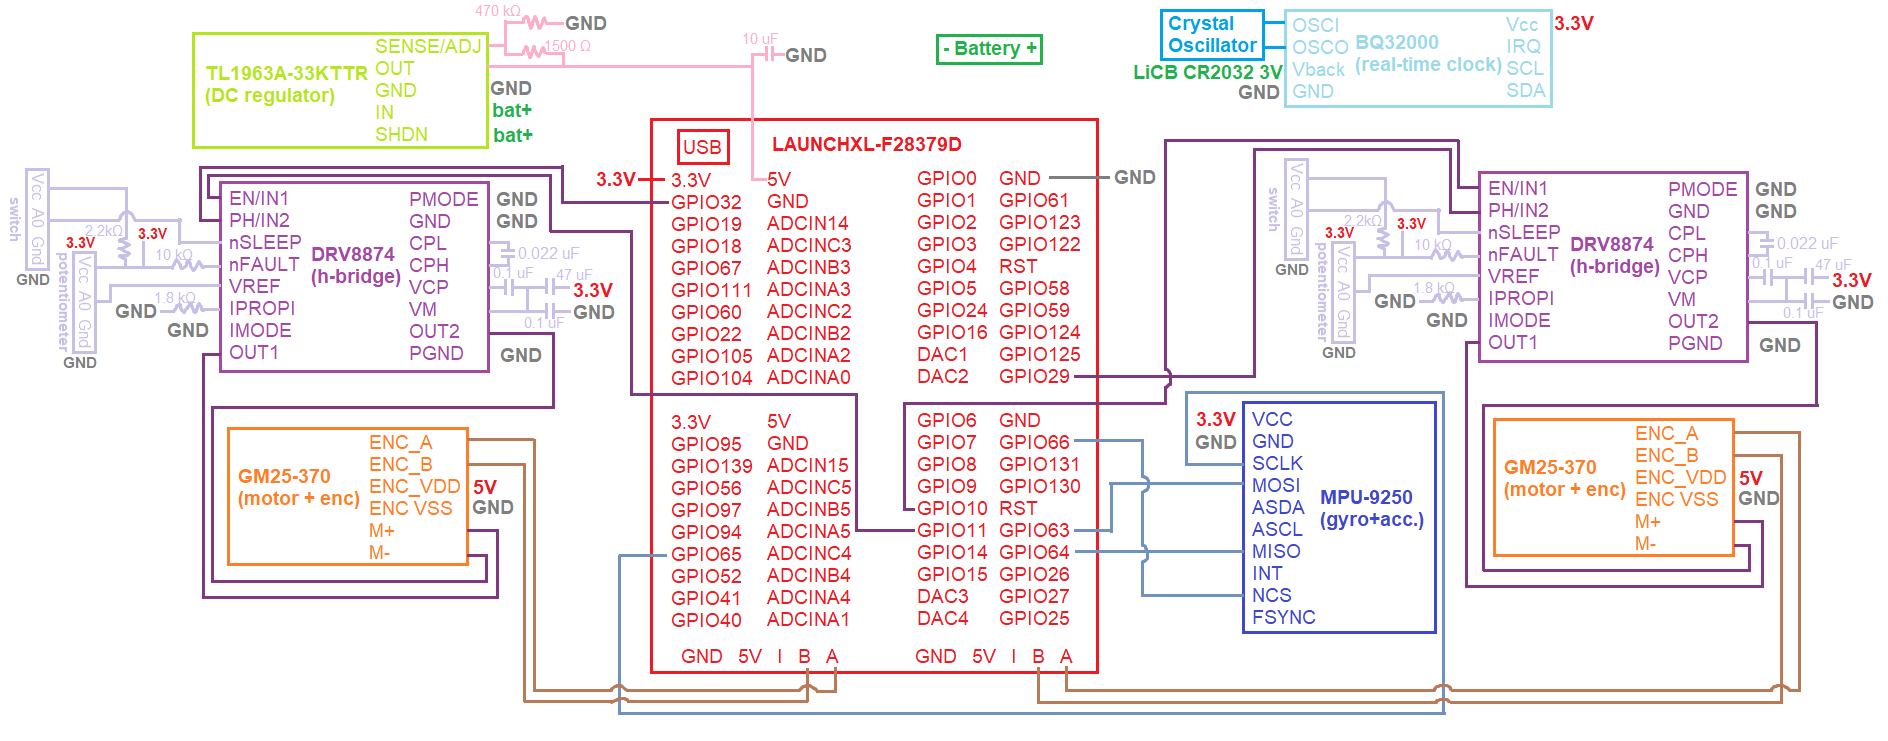 470 kΩ
GND
1500 Ω
10 uF
GND
SENSE/ADJ
OUT
GND
IN
SHDN
TL1963A-33KTTR
(DC regulator)
GND
bat+
bat+
- Battery +
Crystal
Oscillator
LiCB CR2032 3V
GND
OSCI
OSCO
Vback
GND
BQ32000
(real-time clock)
Vcc
IRQ
SCL
SDA
3.3V
USB
LAUNCHXL-F28379D
3.3V
3.3V
GPIO32
GPIO19
GPIO18
GPIO67
GPIO111
GPIO60
GPIO22
GPIO105
GPIO104
5V
GND
ADCIN14
ADCINC3
ADCINB3
ADCINA3
ADCINC2
ADCINB2
ADCINA2
ADCINA0
GPIO0
GPIO1
GPIO2
GPIO3
GPIO4
GPIO5
GPIO24
GPIO16
DAC1
DAC2
GND
GPIO61
GPIO123
GPIO122
RST
GPIO58
GPIO59
GPIO124
GPIO125
GPIO29
GND
3.3V
GPIO95
GPIO139
GPIO56
GPIO97
GPIO94
GPIO65
GPIO52
GPIO41
GPIO40
5V
GND
ADCIN15
ADCINC5
ADCINB5
ADCINA5
ADCINC4
ADCINB4
ADCINA4
ADCINA1
GPIO6
GPIO7
GPIO8
GPIO9
GPIO10
GPIO11
GPIO14
GPIO15
DAC3
DAC4
GND
GPIO66
GPIO131
GPIO130
RST
GPIO63
GPIO64
GPIO26
GPIO27
GPIO25
GND 5V I B A
GND 5V I B A
switch
Vcc A0 Gnd
GND
potentiometer
Vcc A0 Gnd
GND
3.3V
2.2kΩ
3.3V
10 kΩ
1.8 kΩ
GND
GND
EN/IN1
PH/IN2
nSLEEP
nFAULT
VREF
IPROPI
IMODE
OUT1
DRV8874
(h-bridge)
PMODE
GND
CPL
CPH
VCP
VM
OUT2
PGND
GND
GND
0.022 uF
0.1 uF
47 uF
3.3V
GND
0.1 uF
GND
GM25-370
(motor + enc)
ENC_A
ENC_B
ENC_VDD
ENC VSS
M+
M-
5V
GND
3.3V
GND
VCC
GND
SCLK
MOSI
ASDA
ASCL
MISO
INT
NCS
FSYNC
MPU-9250
(gyro+acc.)
switch
Vcc A0 Gnd
GND
potentiometer
Vcc A0 Gnd
GND
3.3V
2.2kΩ
3.3V
10 kΩ
1.8 kΩ
GND
GND
EN/IN1
PH/IN2
nSLEEP
nFAULT
VREF
IPROPI
IMODE
OUT1
DRV8874
(h-bridge)
PMODE
GND
CPL
CPH
VCP
VM
OUT2
PGND
GND
GND
0.022 uF
0.1 uF
47 uF
3.3V
GND
0.1 uF
GND
GM25-370
(motor + enc)
ENC_A
ENC_B
ENC_VDD
ENC VSS
M+
M-
5V
GND